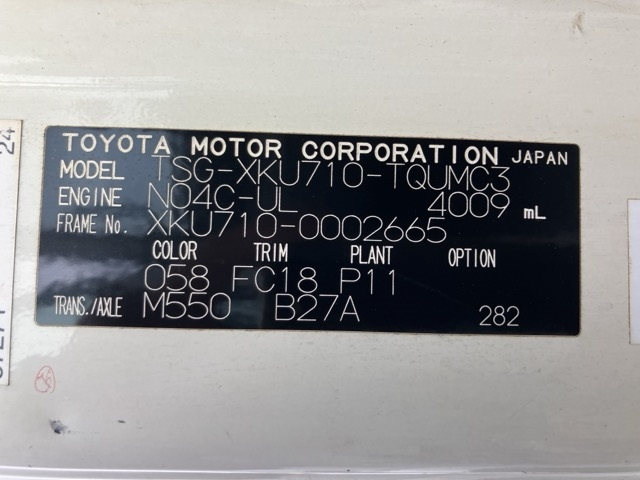 TOYOTA MOTOR CORPORATION JAPAN
MODEL TSG-XKU710-TQUMC3
ENGINE N04C-UL 4009 mL
FRAME No. XKU710-0002665
COLOR TRIM PLANT OPTION
058 FC18 P11
TRANS./AXLE M550 B27A 282
24